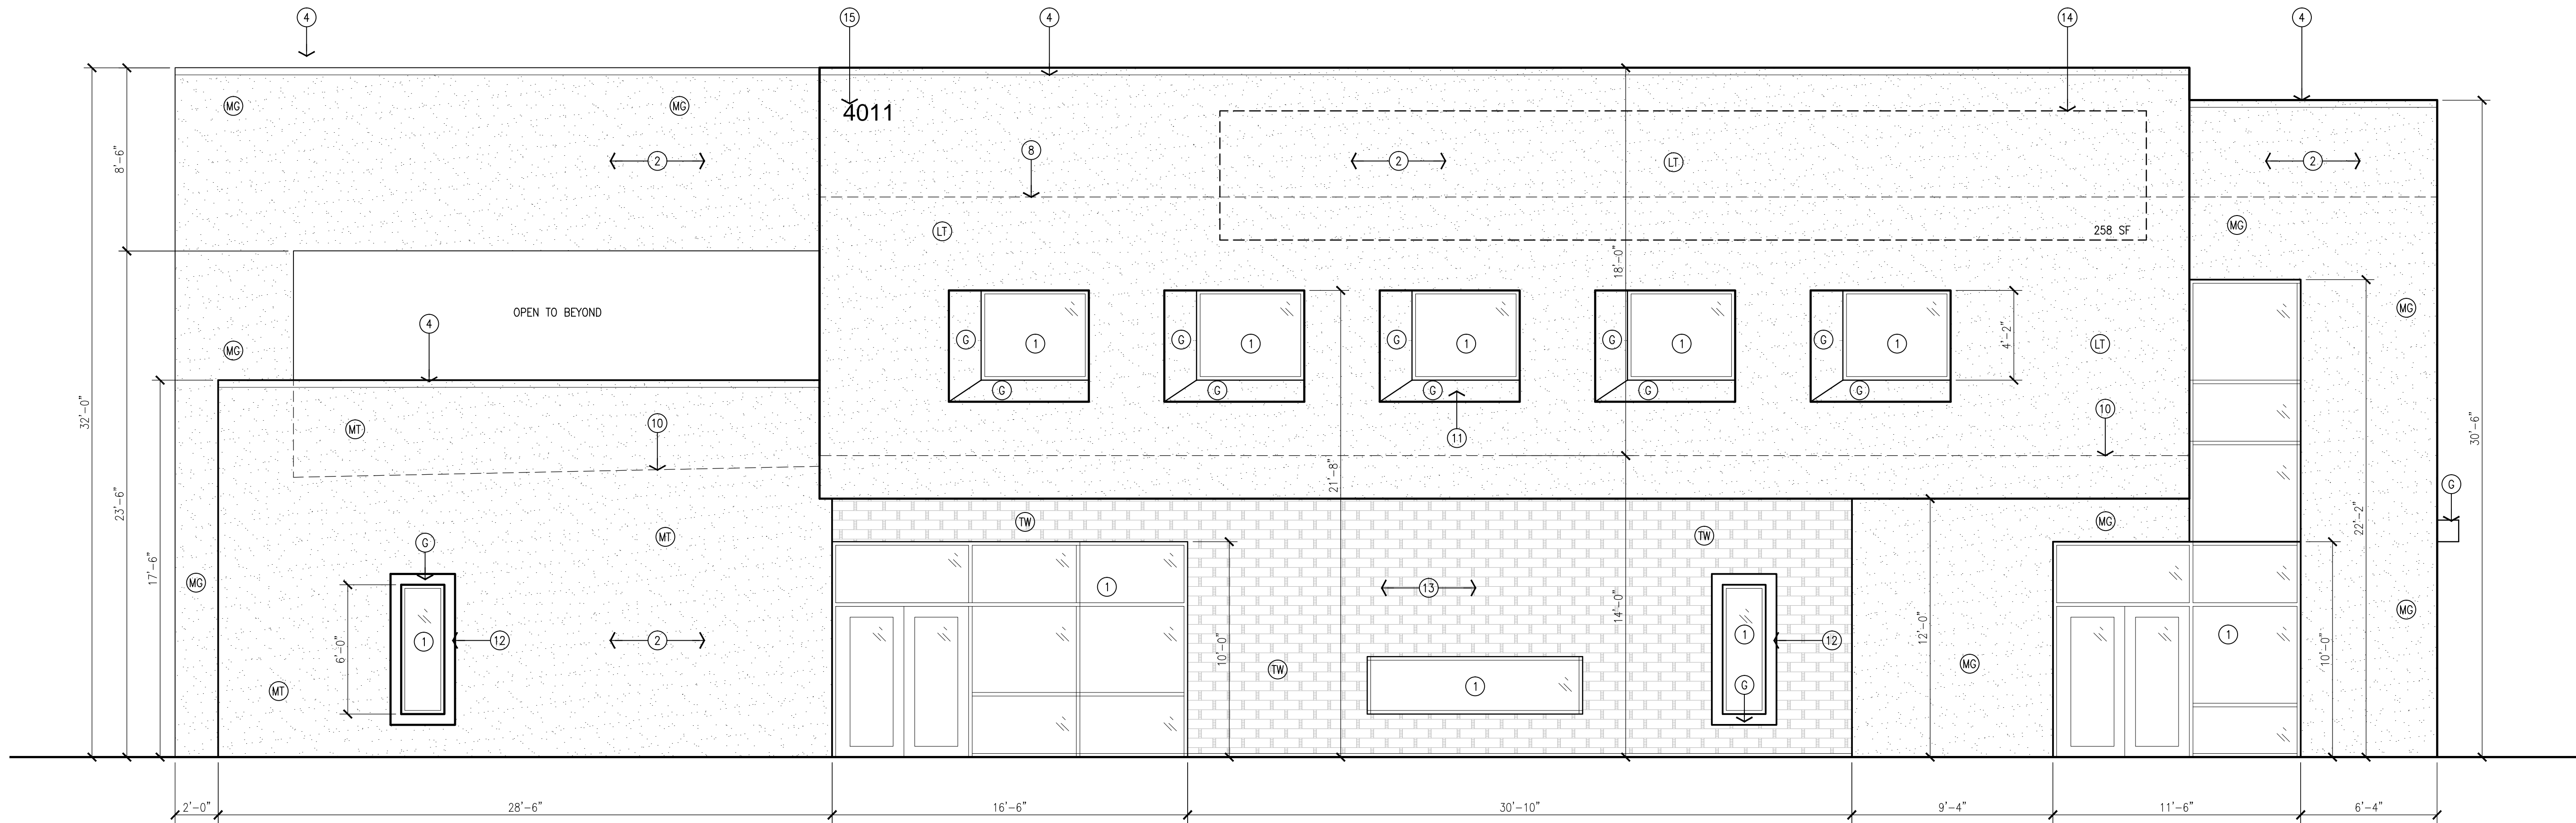 4
15
4
14
4
MG
MG
4011
2
8
2
LT
2
8'-6"
LT
258 SF
MG
18'-0"
OPEN TO BEYOND
4
MG
G
1
G
1
G
1
G
1
G
1
4'-2"
LT
MG
G
G
G
G
G
32'-0"
MT
10
11
10
30'-6"
23'-6"
21'-8"
G
22'-2"
17'-6"
MT
TW
TW
MG
G
MG
1
13
14'-0"
12'-0"
MG
6'-0"
1
12
2
10'-0"
1
12
1
10'-0"
MT
TW
1
G
MG
2'-0"
28'-6"
16'-6"
30'-10"
9'-4"
11'-6"
6'-4"